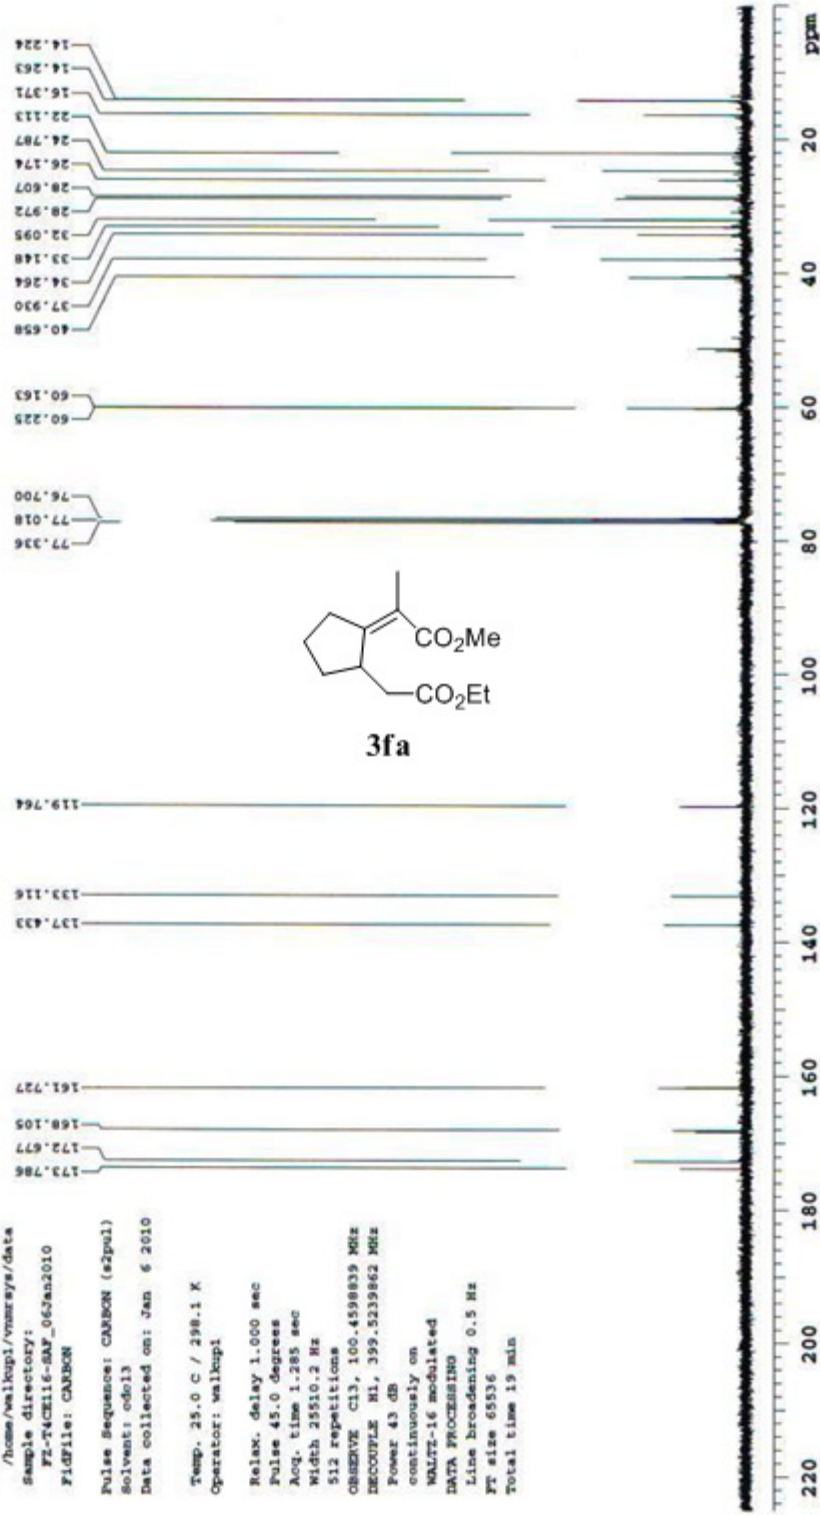 /home/walkup1/vnmrsys/data
Sample directory:
FZ-T4CE116-SAF_06Jan2010
FidFile: CARBON
Pulse Sequence: CARBON (s2pul)
Solvent: cdcl3
Data collected on: Jan 6 2010
Temp. 25.0 C / 298.1 K
Operator: walkup1
Relax. delay 1.000 sec
Pulse 45.0 degrees
Acq. time 1.285 sec
Width 25510.2 Hz
512 repetitions
OBSERVE C13, 100.4598839 MHz
DECOUPLE H1, 399.5239862 MHz
Power 43 dB
continuously on
WALTZ-16 modulated
DATA PROCESSING
Line broadening 0.5 Hz
FT size 65536
Total time 19 min
14.224
14.263
16.371
22.113
24.787
26.174
28.607
28.972
32.095
33.148
34.264
37.930
40.658
60.163
60.225
76.700
77.018
77.336
119.764
133.116
137.433
161.727
168.105
172.677
173.786
CO2Me
CO2Et
3fa
220 200 180 160 140 120 100 80 60 40 20 ppm